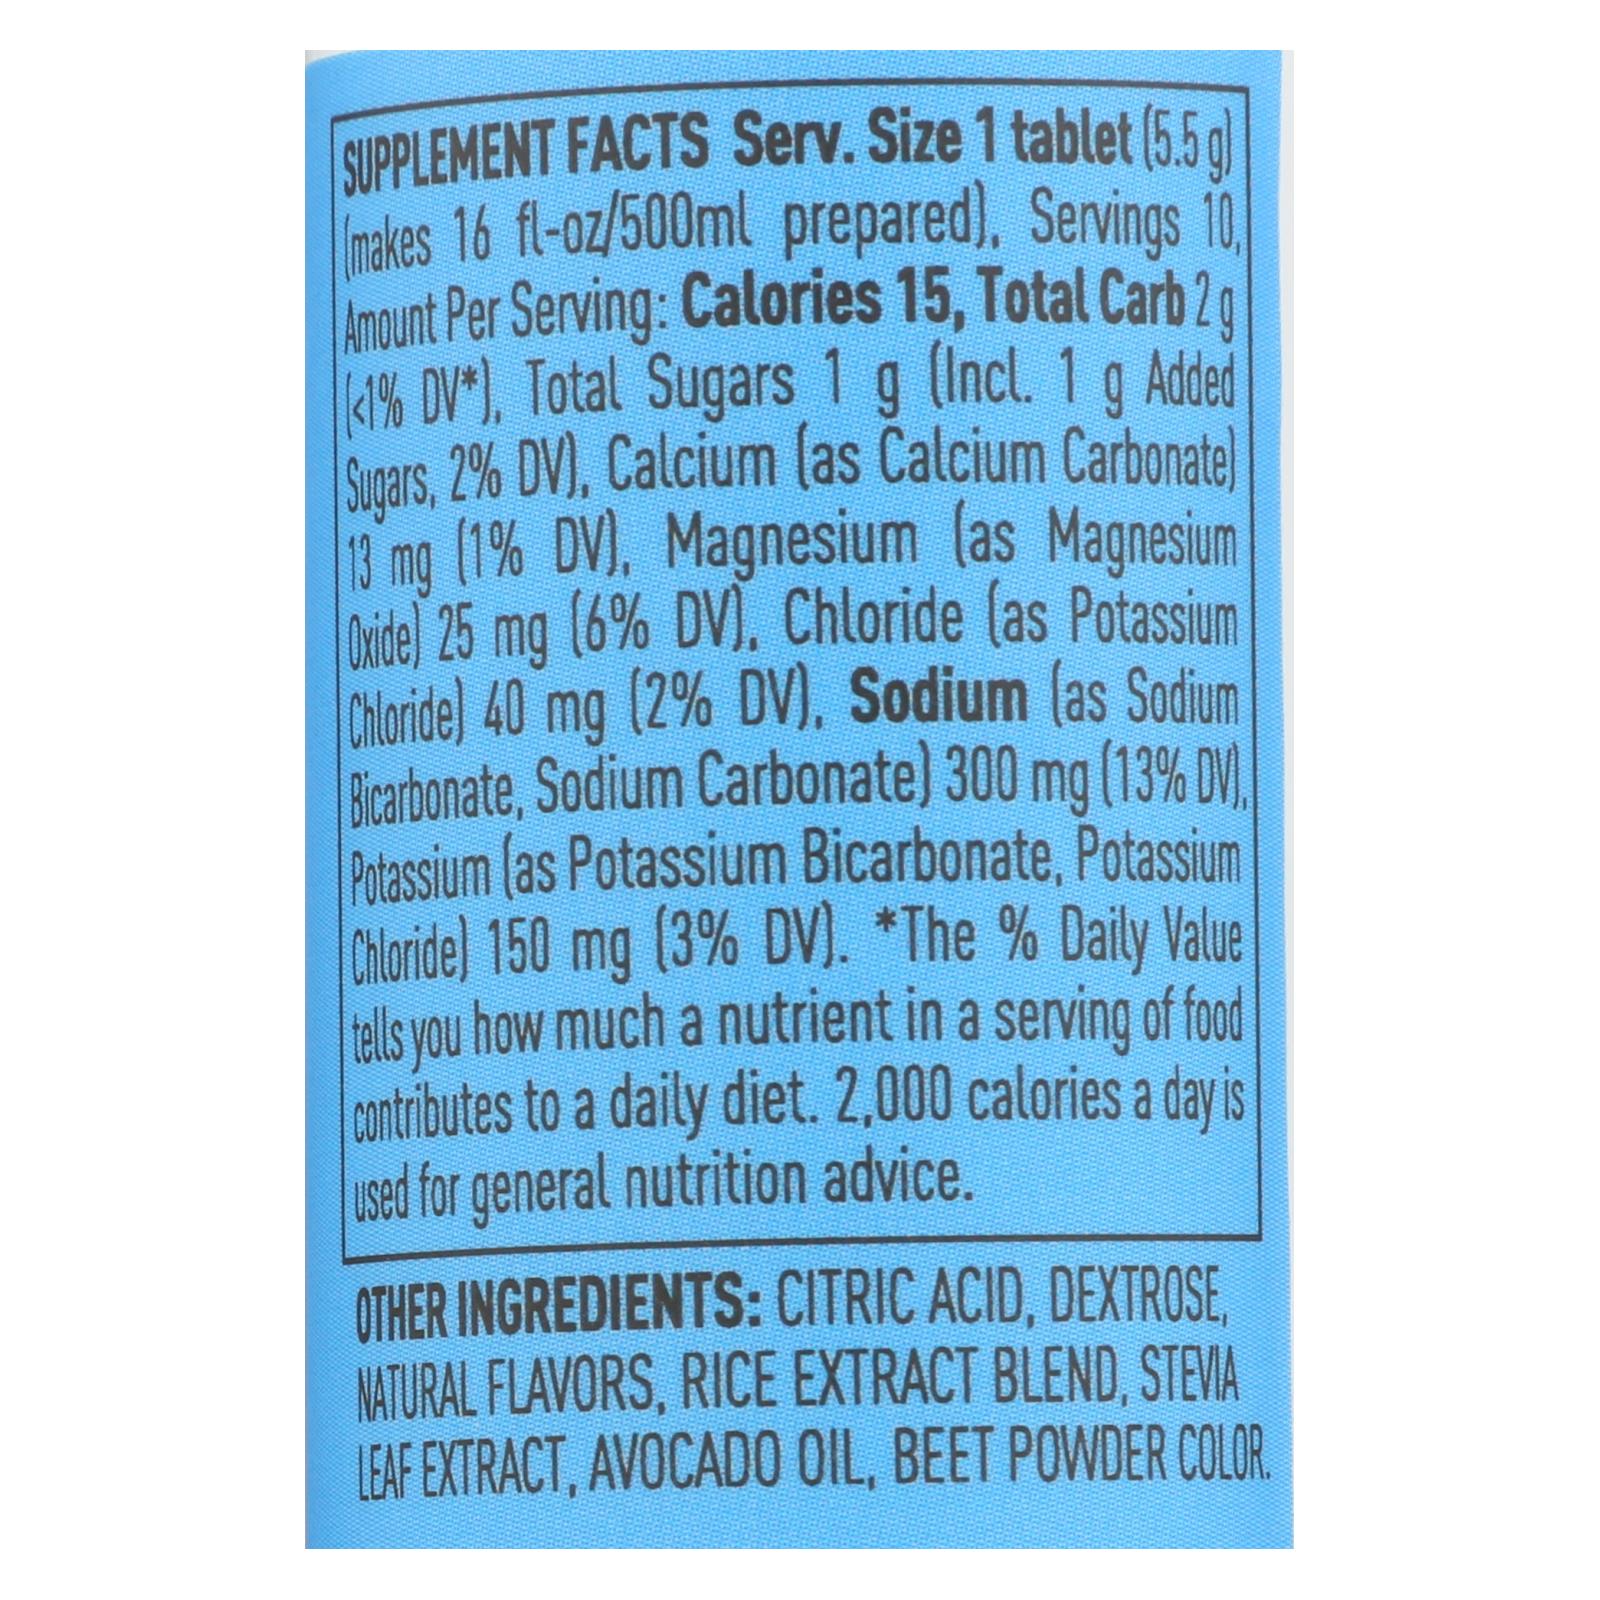 SUPPLEMENT FACTS Serv. Size 1 tablet (5.5 g)
(makes 16 fl-oz/500ml prepared), Servings 10,
Amount Per Serving: Calories 15, Total Carb 2 g
(<1% DV*), Total Sugars 1 g (Incl. 1 g Added
Sugars, 2% DV), Calcium (as Calcium Carbonate)
13 mg (1% DV), Magnesium (as Magnesium
Oxide) 25 mg (6% DV), Chloride (as Potassium
Chloride) 40 mg (2% DV), Sodium (as Sodium
Bicarbonate, Sodium Carbonate) 300 mg (13% DV),
Potassium (as Potassium Bicarbonate, Potassium
Chloride) 150 mg (3% DV). *The % Daily Value
tells you how much a nutrient in a serving of food
contributes to a daily diet. 2,000 calories a day is
used for general nutrition advice.
OTHER INGREDIENTS: CITRIC ACID, DEXTROSE,
NATURAL FLAVORS, RICE EXTRACT BLEND, STEVIA
LEAF EXTRACT, AVOCADO OIL, BEET POWDER COLOR.